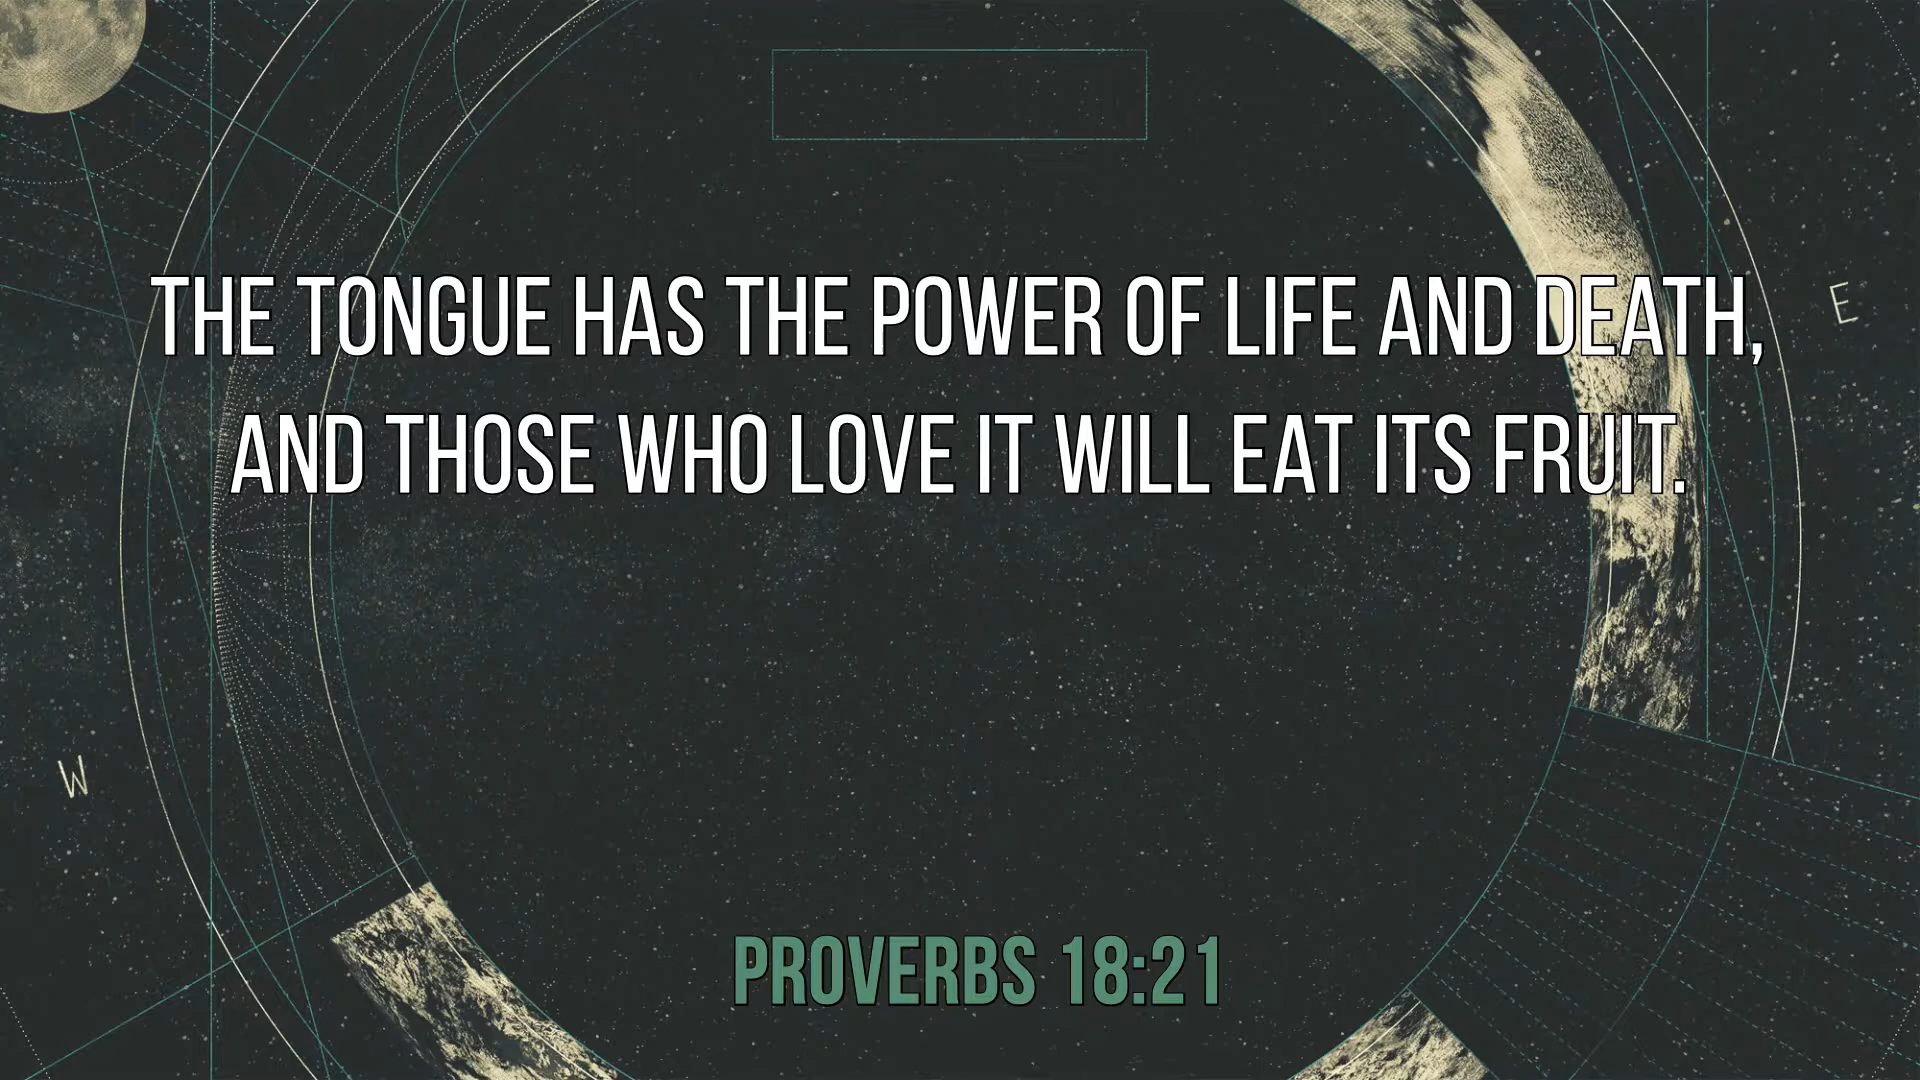 THE TONGUE HAS THE POWER OF LIFE AND DEATH,
AND THOSE WHO LOVE IT WILL EAT ITS FRUIT.
E
W
PROVERBS 18:21